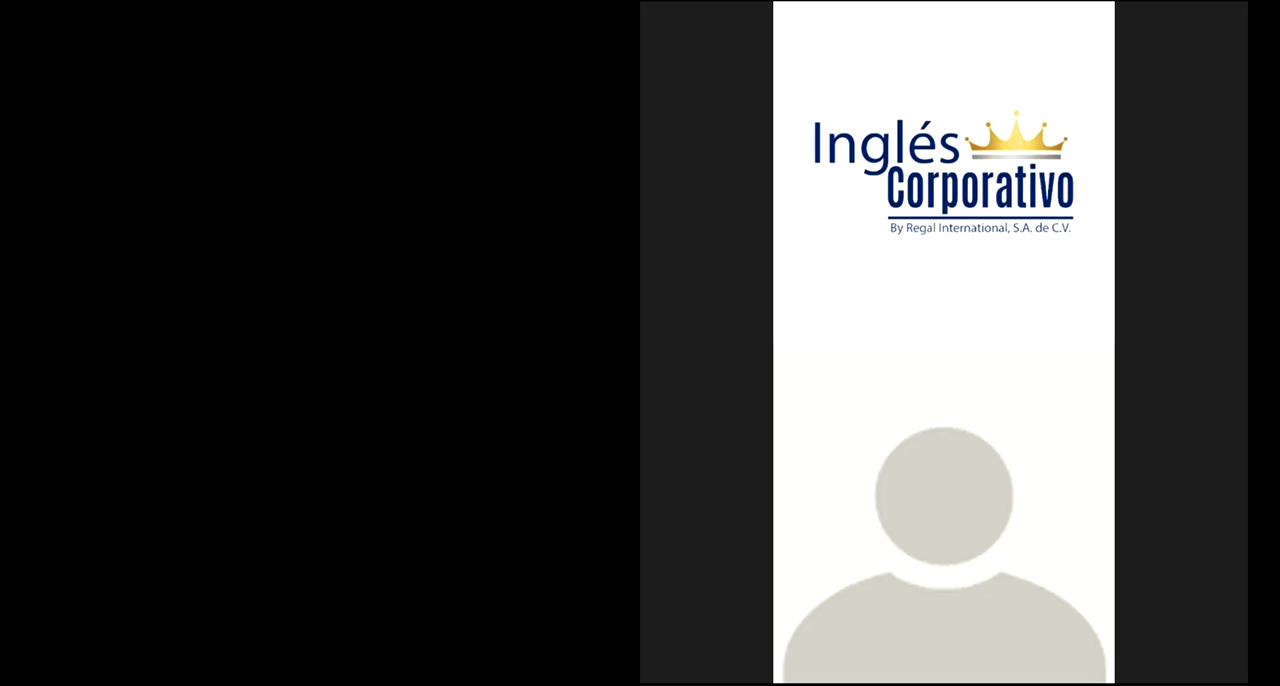 Inglés
Corporativo
By Regal International, S.A. de C.V.